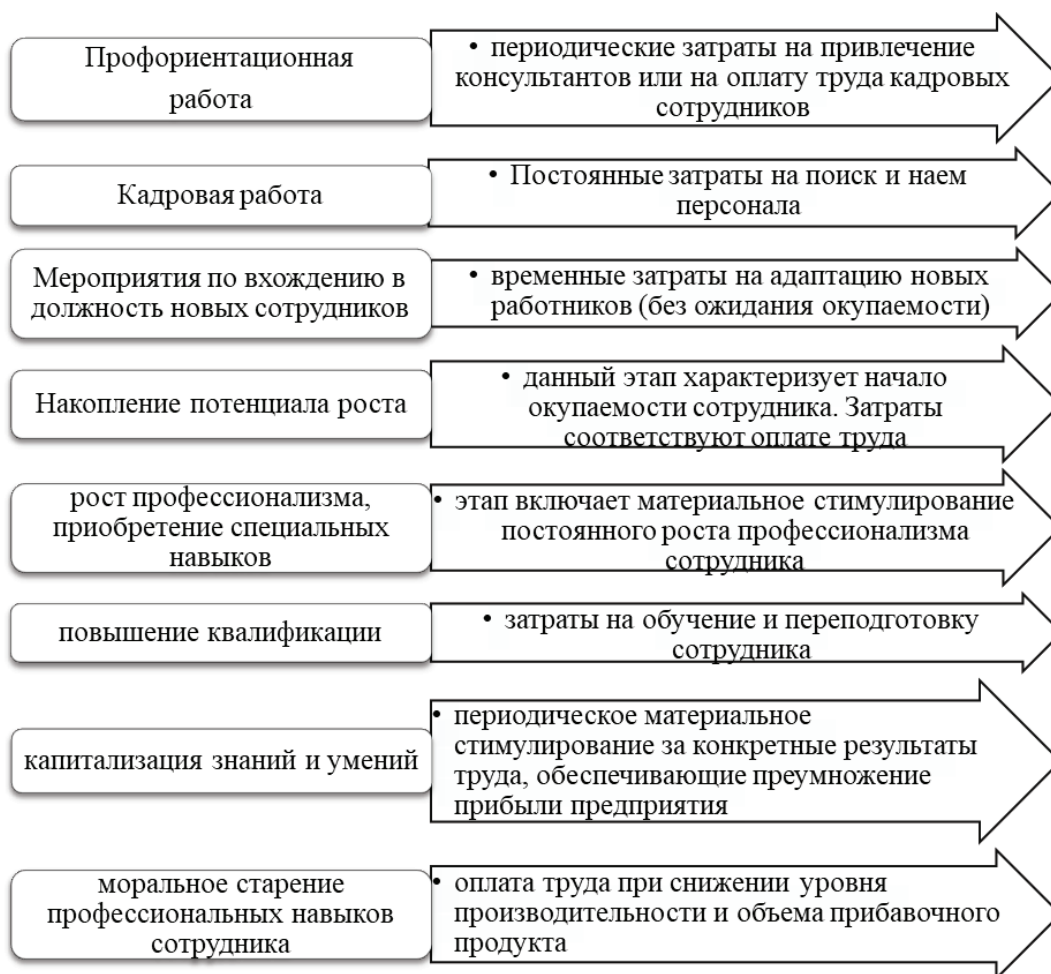 Профориентационная
работа
• периодические затраты на привлечение
консультантов или на оплату труда кадровых
сотрудников
Кадровая работа
• Постоянные затраты на поиск и наем
персонала
Мероприятия по вхождению в
должность новых сотрудников
• временные затраты на адаптацию новых
работников (без ожидания окупаемости)
Накопление потенциала роста
• данный этап характеризует начало
окупаемости сотрудника. Затраты
соответствуют оплате труда
рост профессионализма,
приобретение специальных
навыков
• этап включает материальное стимулирование
постоянного роста профессионализма
сотрудника
повышение квалификации
• затраты на обучение и переподготовку
сотрудника
капитализация знаний и умений
• периодическое материальное
стимулирование за конкретные результаты
труда, обеспечивающие преумножение
прибыли предприятия
моральное старение
профессиональных навыков
сотрудника
• оплата труда при снижении уровня
производительности и объема прибавочного
продукта